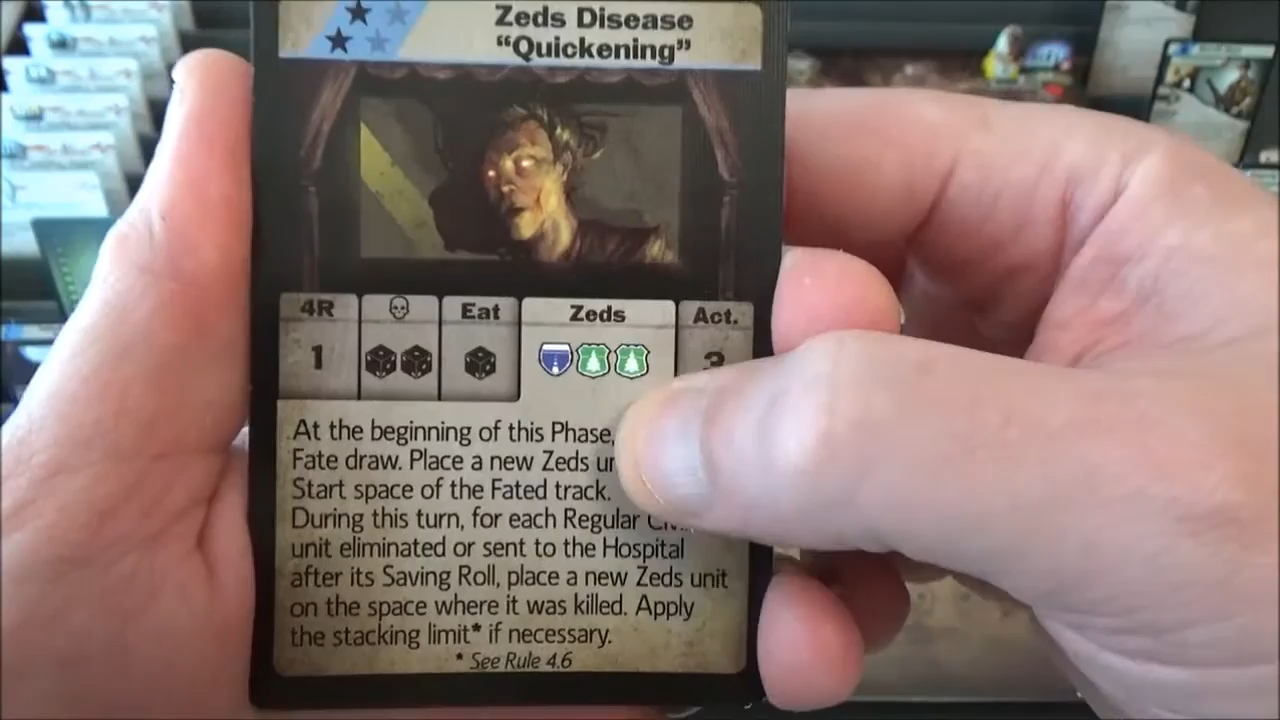 Zeds Disease
“Quickening”
4R
Eat
Zeds
Act.
1
3
At the beginning of this Phase,
Fate draw. Place a new Zeds
Start space of the Fated track.
During this turn, for each Regular
unit eliminated or sent to the Hospital
after its Saving Roll, place a new Zeds unit
on the space where it was killed. Apply
the stacking limit* if necessary.
* See Rule 4.6